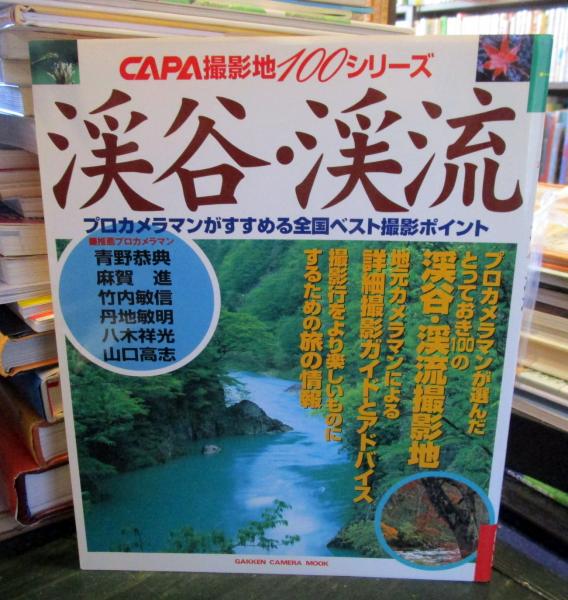 CAPA撮影地100シリーズ
渓谷・渓流
プロカメラマンがすすめる全国ベスト撮影ポイント
■推薦プロカメラマン
青野恭典
麻賀 進
竹内敏信
丹地敏明
八木祥光
山口高志
プロカメラマンが選んだ
とっておき100の
渓谷・渓流撮影地
地元カメラマンによる
詳細撮影ガイドとアドバイス
撮影行をより楽しいものに
するための旅の情報
GAKKEN CAMERA MOOK